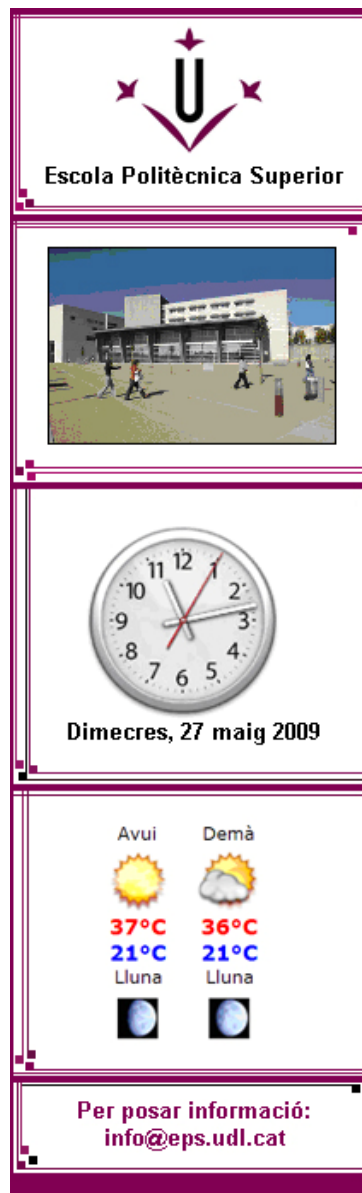 Escola Politècnica Superior
12
11 1
10 2
9 3
8 4
7 6 5
Dimecres, 27 maig 2009
Avui Demà
37°C 36°C
21°C 21°C
Lluna Lluna
Per posar informació:
info@eps.udl.cat